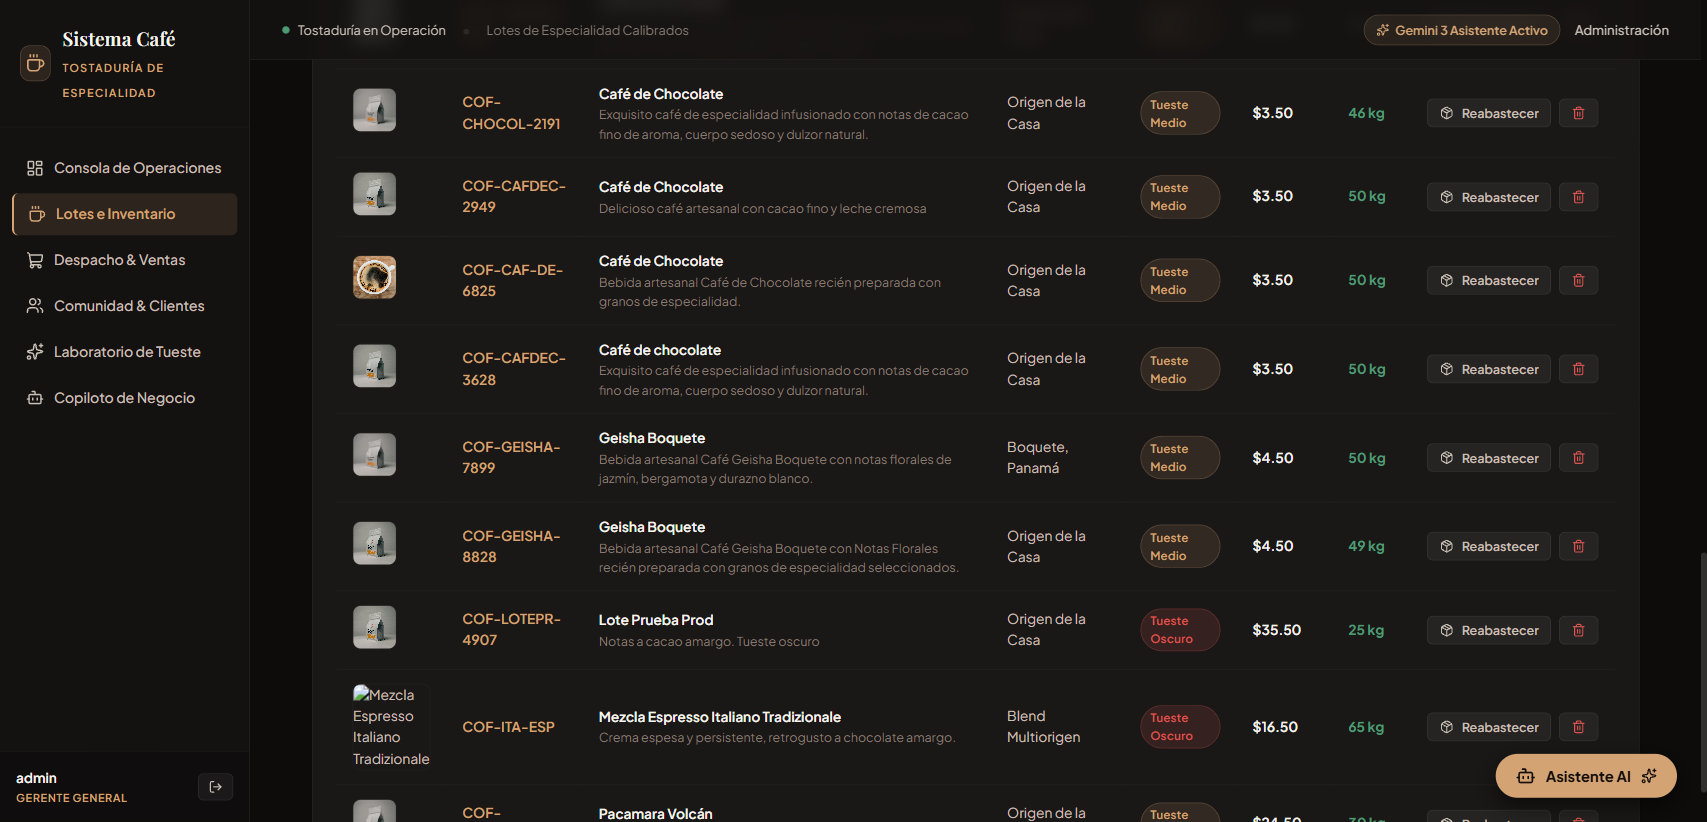 Sistema Café
TOSTADURÍA DE
ESPECIALIDAD
Tostaduría en Operación
Lotes de Especialidad Calibrados
Gemini 3 Asistente Activo
Administración
Consola de Operaciones
Lotes e Inventario
Despacho & Ventas
Comunidad & Clientes
Laboratorio de Tueste
Copiloto de Negocio
admin
GERENTE GENERAL
COF-
CHOCOL-2191
Café de Chocolate
Exquisito café de especialidad infusionado con notas de cacao
fino de aroma, cuerpo sedoso y dulzor natural.
Origen de la
Casa
Tueste
Medio
$3.50
46 kg
Reabastecer
COF-CAFDEC-
2949
Café de Chocolate
Delicioso café artesanal con cacao fino y leche cremosa
Origen de la
Casa
Tueste
Medio
$3.50
50 kg
Reabastecer
COF-CAF-DE-
6825
Café de Chocolate
Bebida artesanal Café de Chocolate recién preparada con
granos de especialidad.
Origen de la
Casa
Tueste
Medio
$3.50
50 kg
Reabastecer
COF-CAFDEC-
3628
Café de chocolate
Exquisito café de especialidad infusionado con notas de cacao
fino de aroma, cuerpo sedoso y dulzor natural.
Origen de la
Casa
Tueste
Medio
$3.50
50 kg
Reabastecer
COF-GEISHA-
7899
Geisha Boquete
Bebida artesanal Café Geisha Boquete con notas florales de
jazmín, bergamota y durazno blanco.
Boquete,
Panamá
Tueste
Medio
$4.50
50 kg
Reabastecer
COF-GEISHA-
8828
Geisha Boquete
Bebida artesanal Café Geisha Boquete con Notas Florales
recién preparada con granos de especialidad seleccionados.
Origen de la
Casa
Tueste
Medio
$4.50
49 kg
Reabastecer
COF-LOTEPR-
4907
Lote Prueba Prod
Notas a cacao amargo. Tueste oscuro
Origen de la
Casa
Tueste
Oscuro
$35.50
25 kg
Reabastecer
Mezcla
Espresso
Italiano
Tradizionale
COF-ITA-ESP
Mezcla Espresso Italiano Tradizionale
Crema espesa y persistente, retrogusto a chocolate amargo.
Blend
Multiorigen
Tueste
Oscuro
$16.50
65 kg
Reabastecer
Asistente AI
COF-
Pacamara Volcán
Origen de la
Tueste